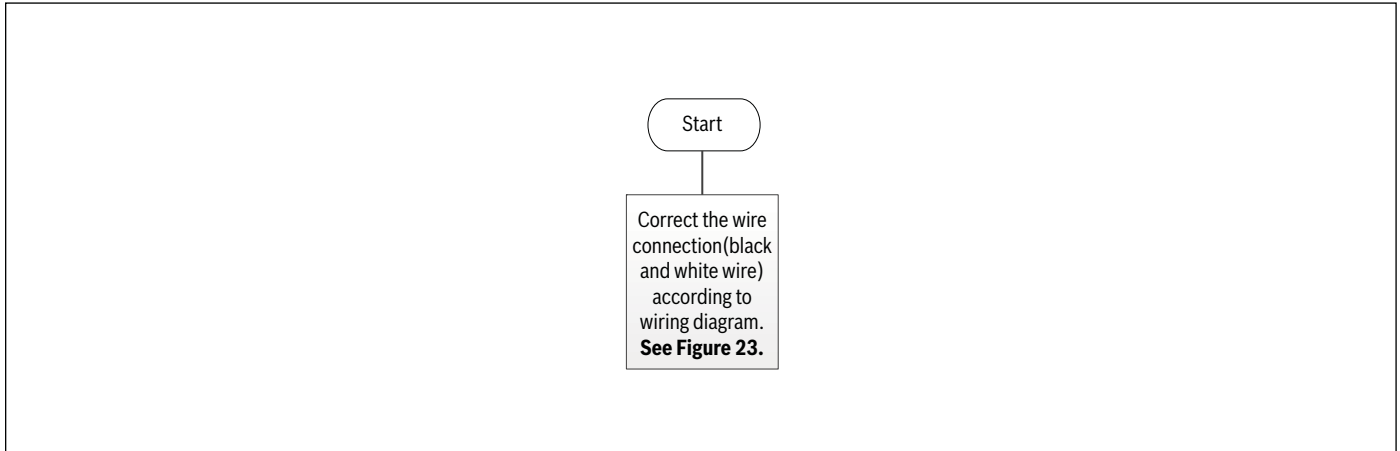 Start
Correct the wire
connection(black
and white wire)
according to
wiring diagram.
See Figure 23.